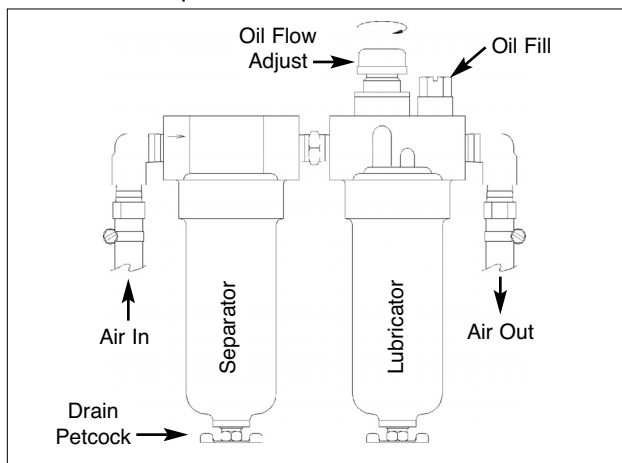 Oil Flow
Adjust
Oil Fill
Separator
Lubricator
Air In
Air Out
Drain
Petcock